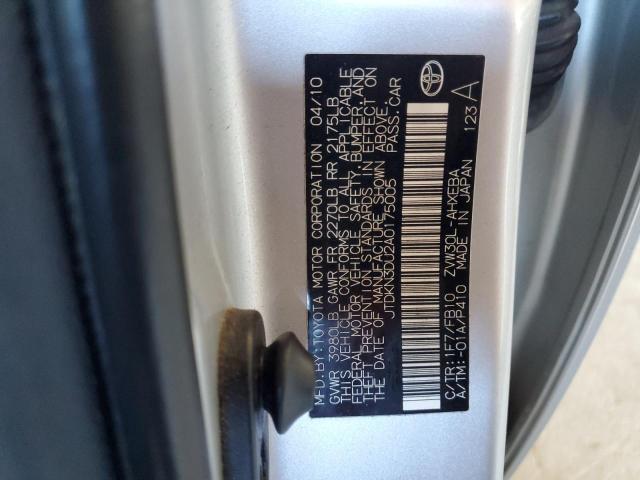 MFD.BY:TOYOTA MOTOR CORPORATION 04/10
GVWR 3980LB GAWR FR 2270LB RR 2175LB
THIS VEHICLE CONFORMS TO ALL APPLICABLE
FEDERAL MOTOR VEHICLE SAFETY, BUMPER, AND
THEFT PREVENTION STANDARDS IN EFFECT ON
THE DATE OF MANUFACTURE SHOWN ABOVE.
JTDKN3DU2A0175005 PASS.CAR
C/TR:1F7/FB10 ZVW30L-AHXEBA
A/TM:-01A/P410 MADE IN JAPAN 123 A